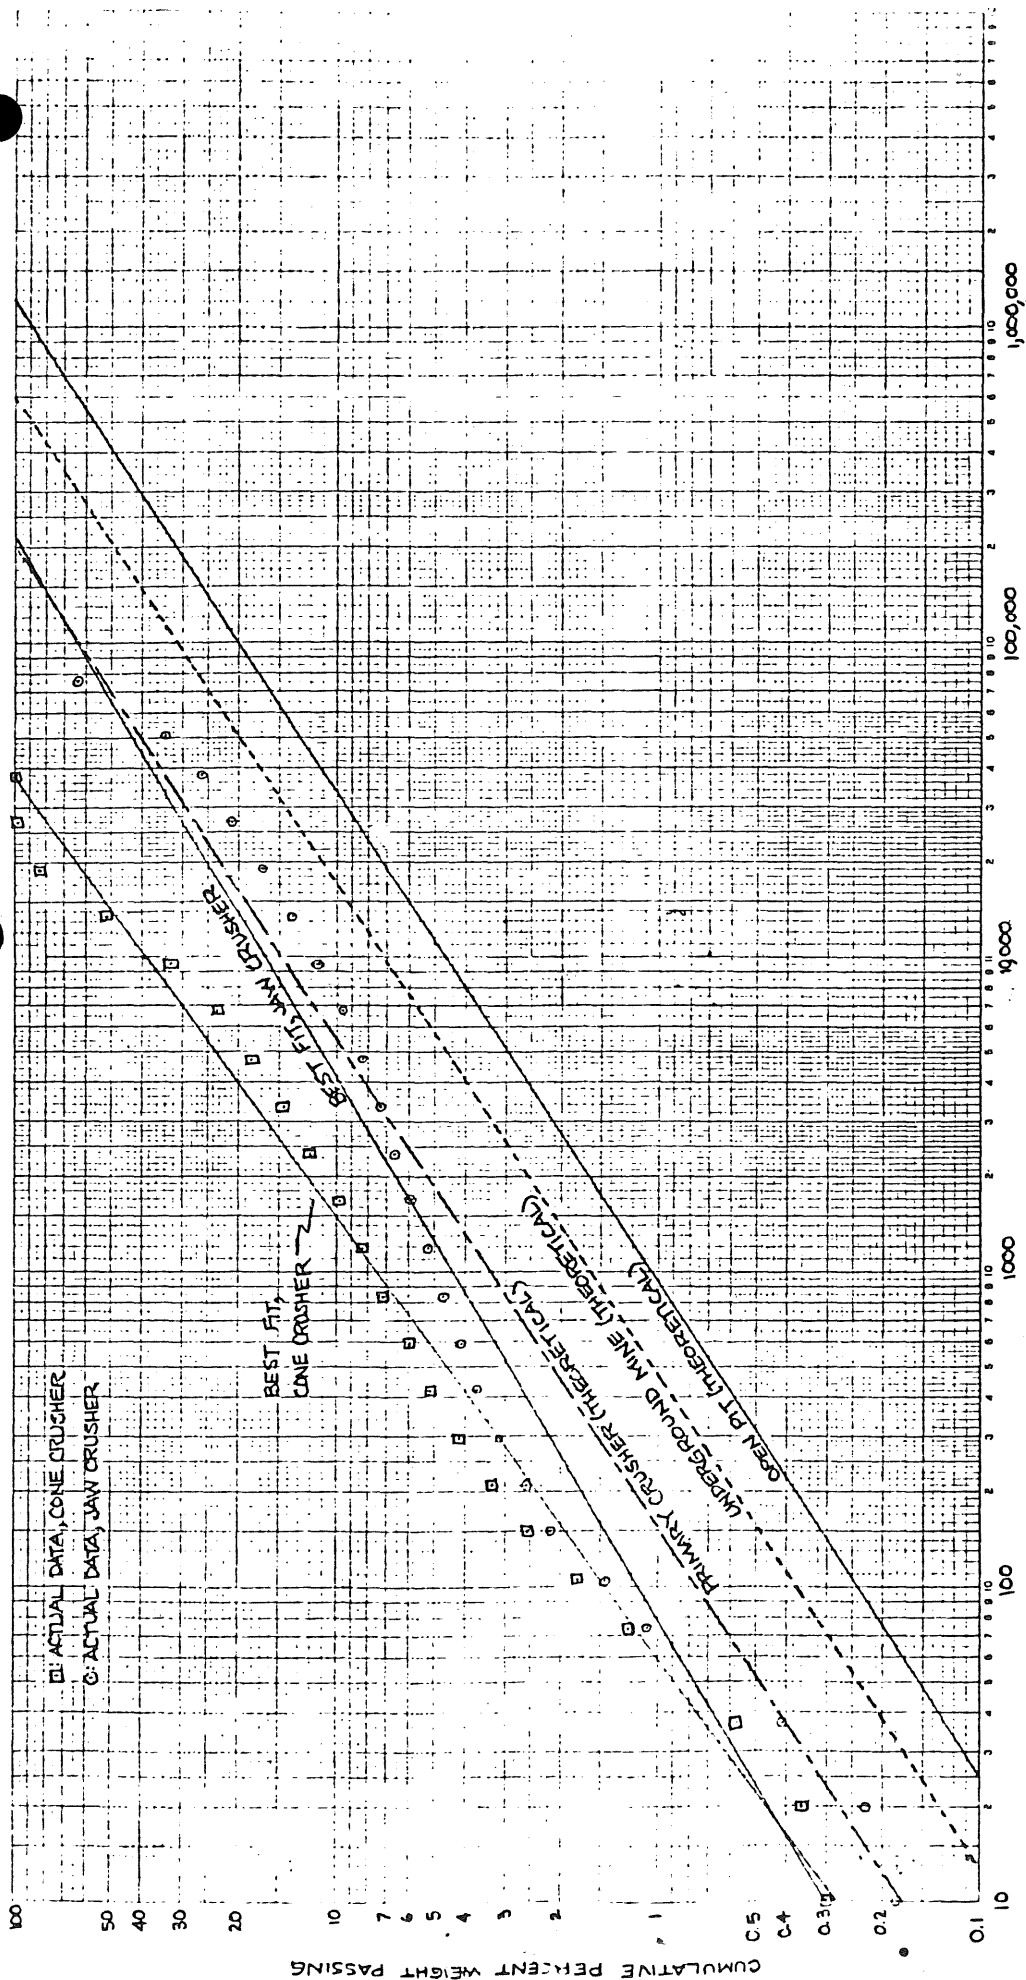 □: ACTUAL DATA, CONE CRUSHER
○: ACTUAL DATA, JAW CRUSHER
BEST FIT,
CONE CRUSHER
BEST FIT, JAW CRUSHER
PRIMARY CRUSHER (THEORETICAL)
UNDERGROUND MINE (THEORETICAL)
OPEN PIT (THEORETICAL)
CUMULATIVE PERCENT WEIGHT PASSING
100
50
40
30
20
10
7
6
5
4
3
2
1
0.5
0.4
0.3
0.2
0.1
10
100
1000
10,000
100,000
1,000,000